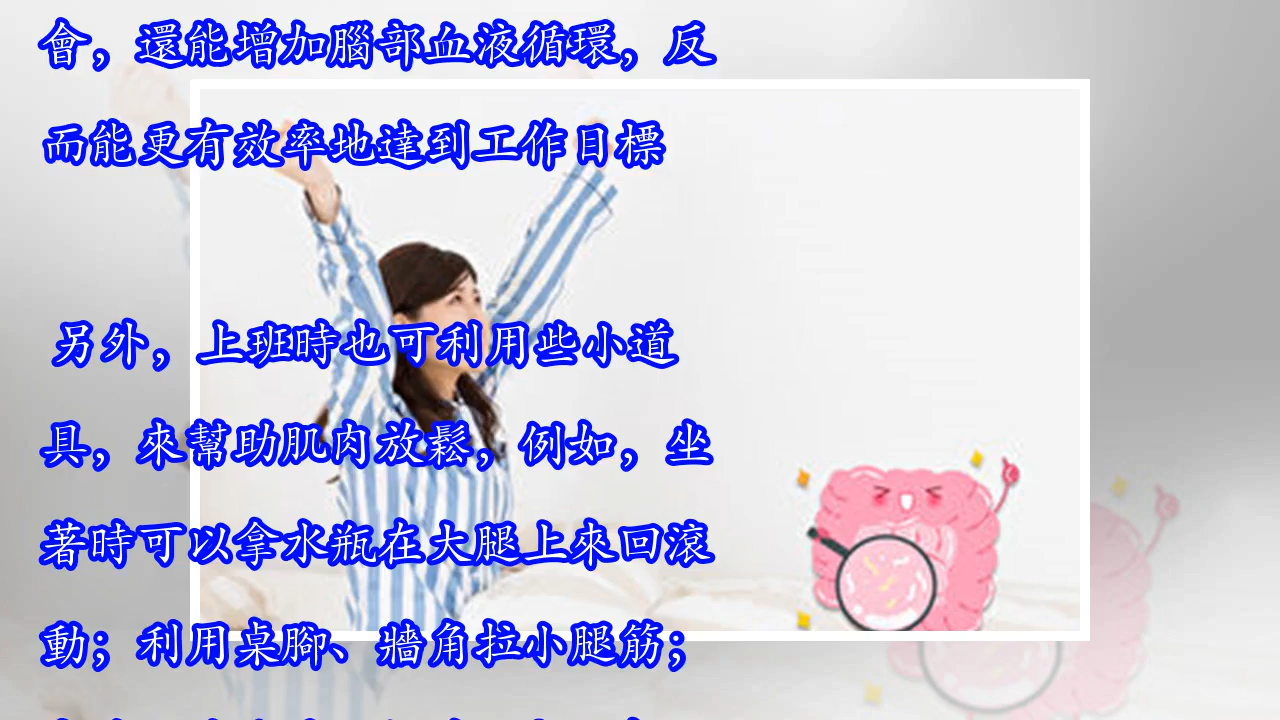 會，還能增加腦部血液循環，反
而能更有效率地達到工作目標
另外，上班時也可利用些小道
具，來幫助肌肉放鬆，例如，坐
著時可以拿水瓶在大腿上來回滾
動；利用桌腳、牆角拉小腿筋；